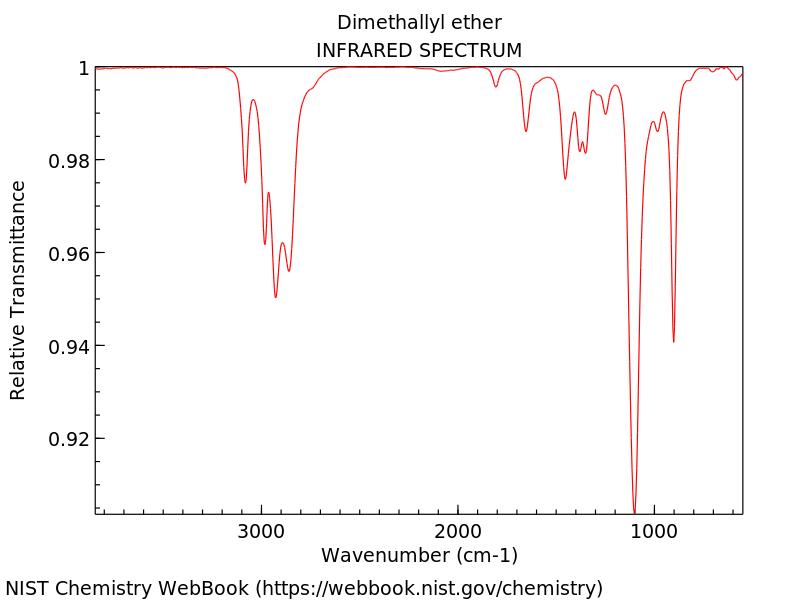 Dimethallyl ether
INFRARED SPECTRUM
1
0.98
0.96
0.94
0.92
Relative Transmittance
3000 2000 1000
Wavenumber (cm-1)
NIST Chemistry WebBook (https://webbook.nist.gov/chemistry)